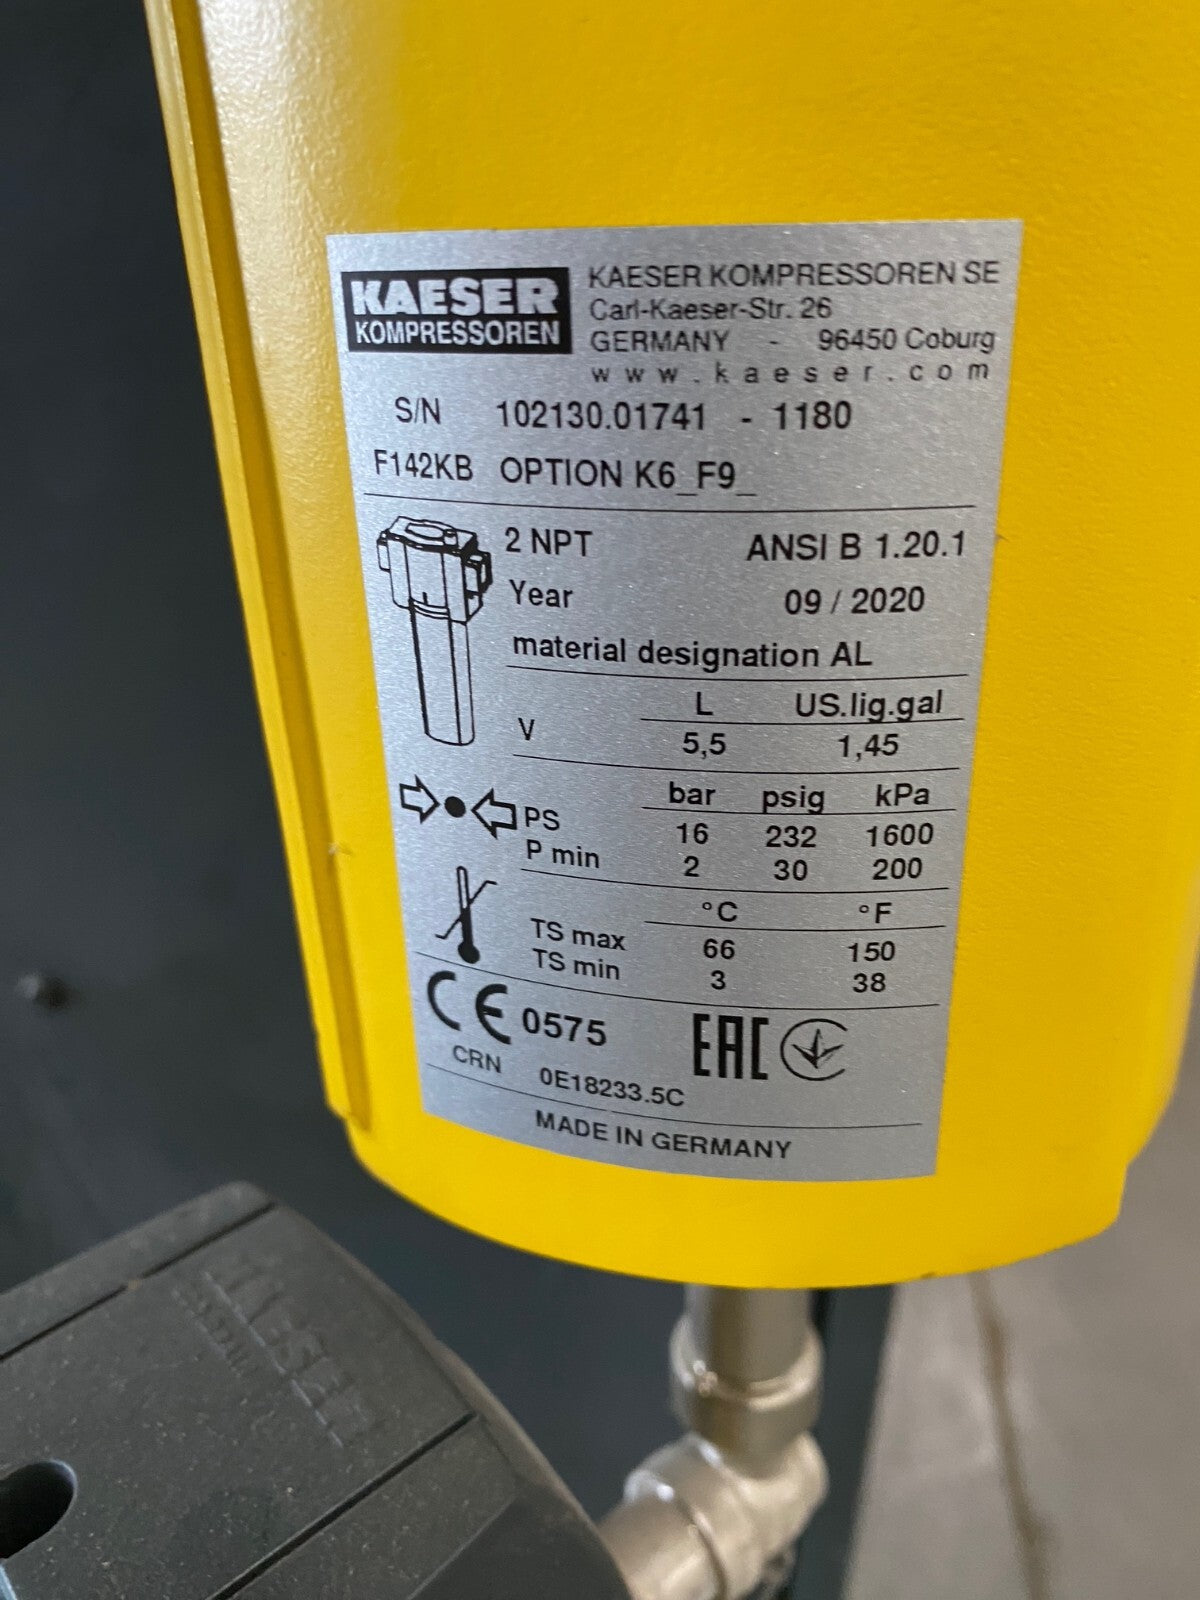 KAESER
KOMPRESSOREN
KAESER KOMPRESSOREN SE
Carl-Kaeser-Str. 26
GERMANY - 96450 Coburg
www.kaeser.com
S/N 102130.01741 - 1180
F142KB OPTION K6_F9_
2 NPT ANSI B 1.20.1
Year 09 / 2020
material designation AL
L US.lig.gal
V 5,5 1,45
bar psig kPa
PS 16 232 1600
P min 2 30 200
°C °F
TS max 66 150
TS min 3 38
CE 0575 EAC
CRN 0E18233.5C
MADE IN GERMANY
KAESER